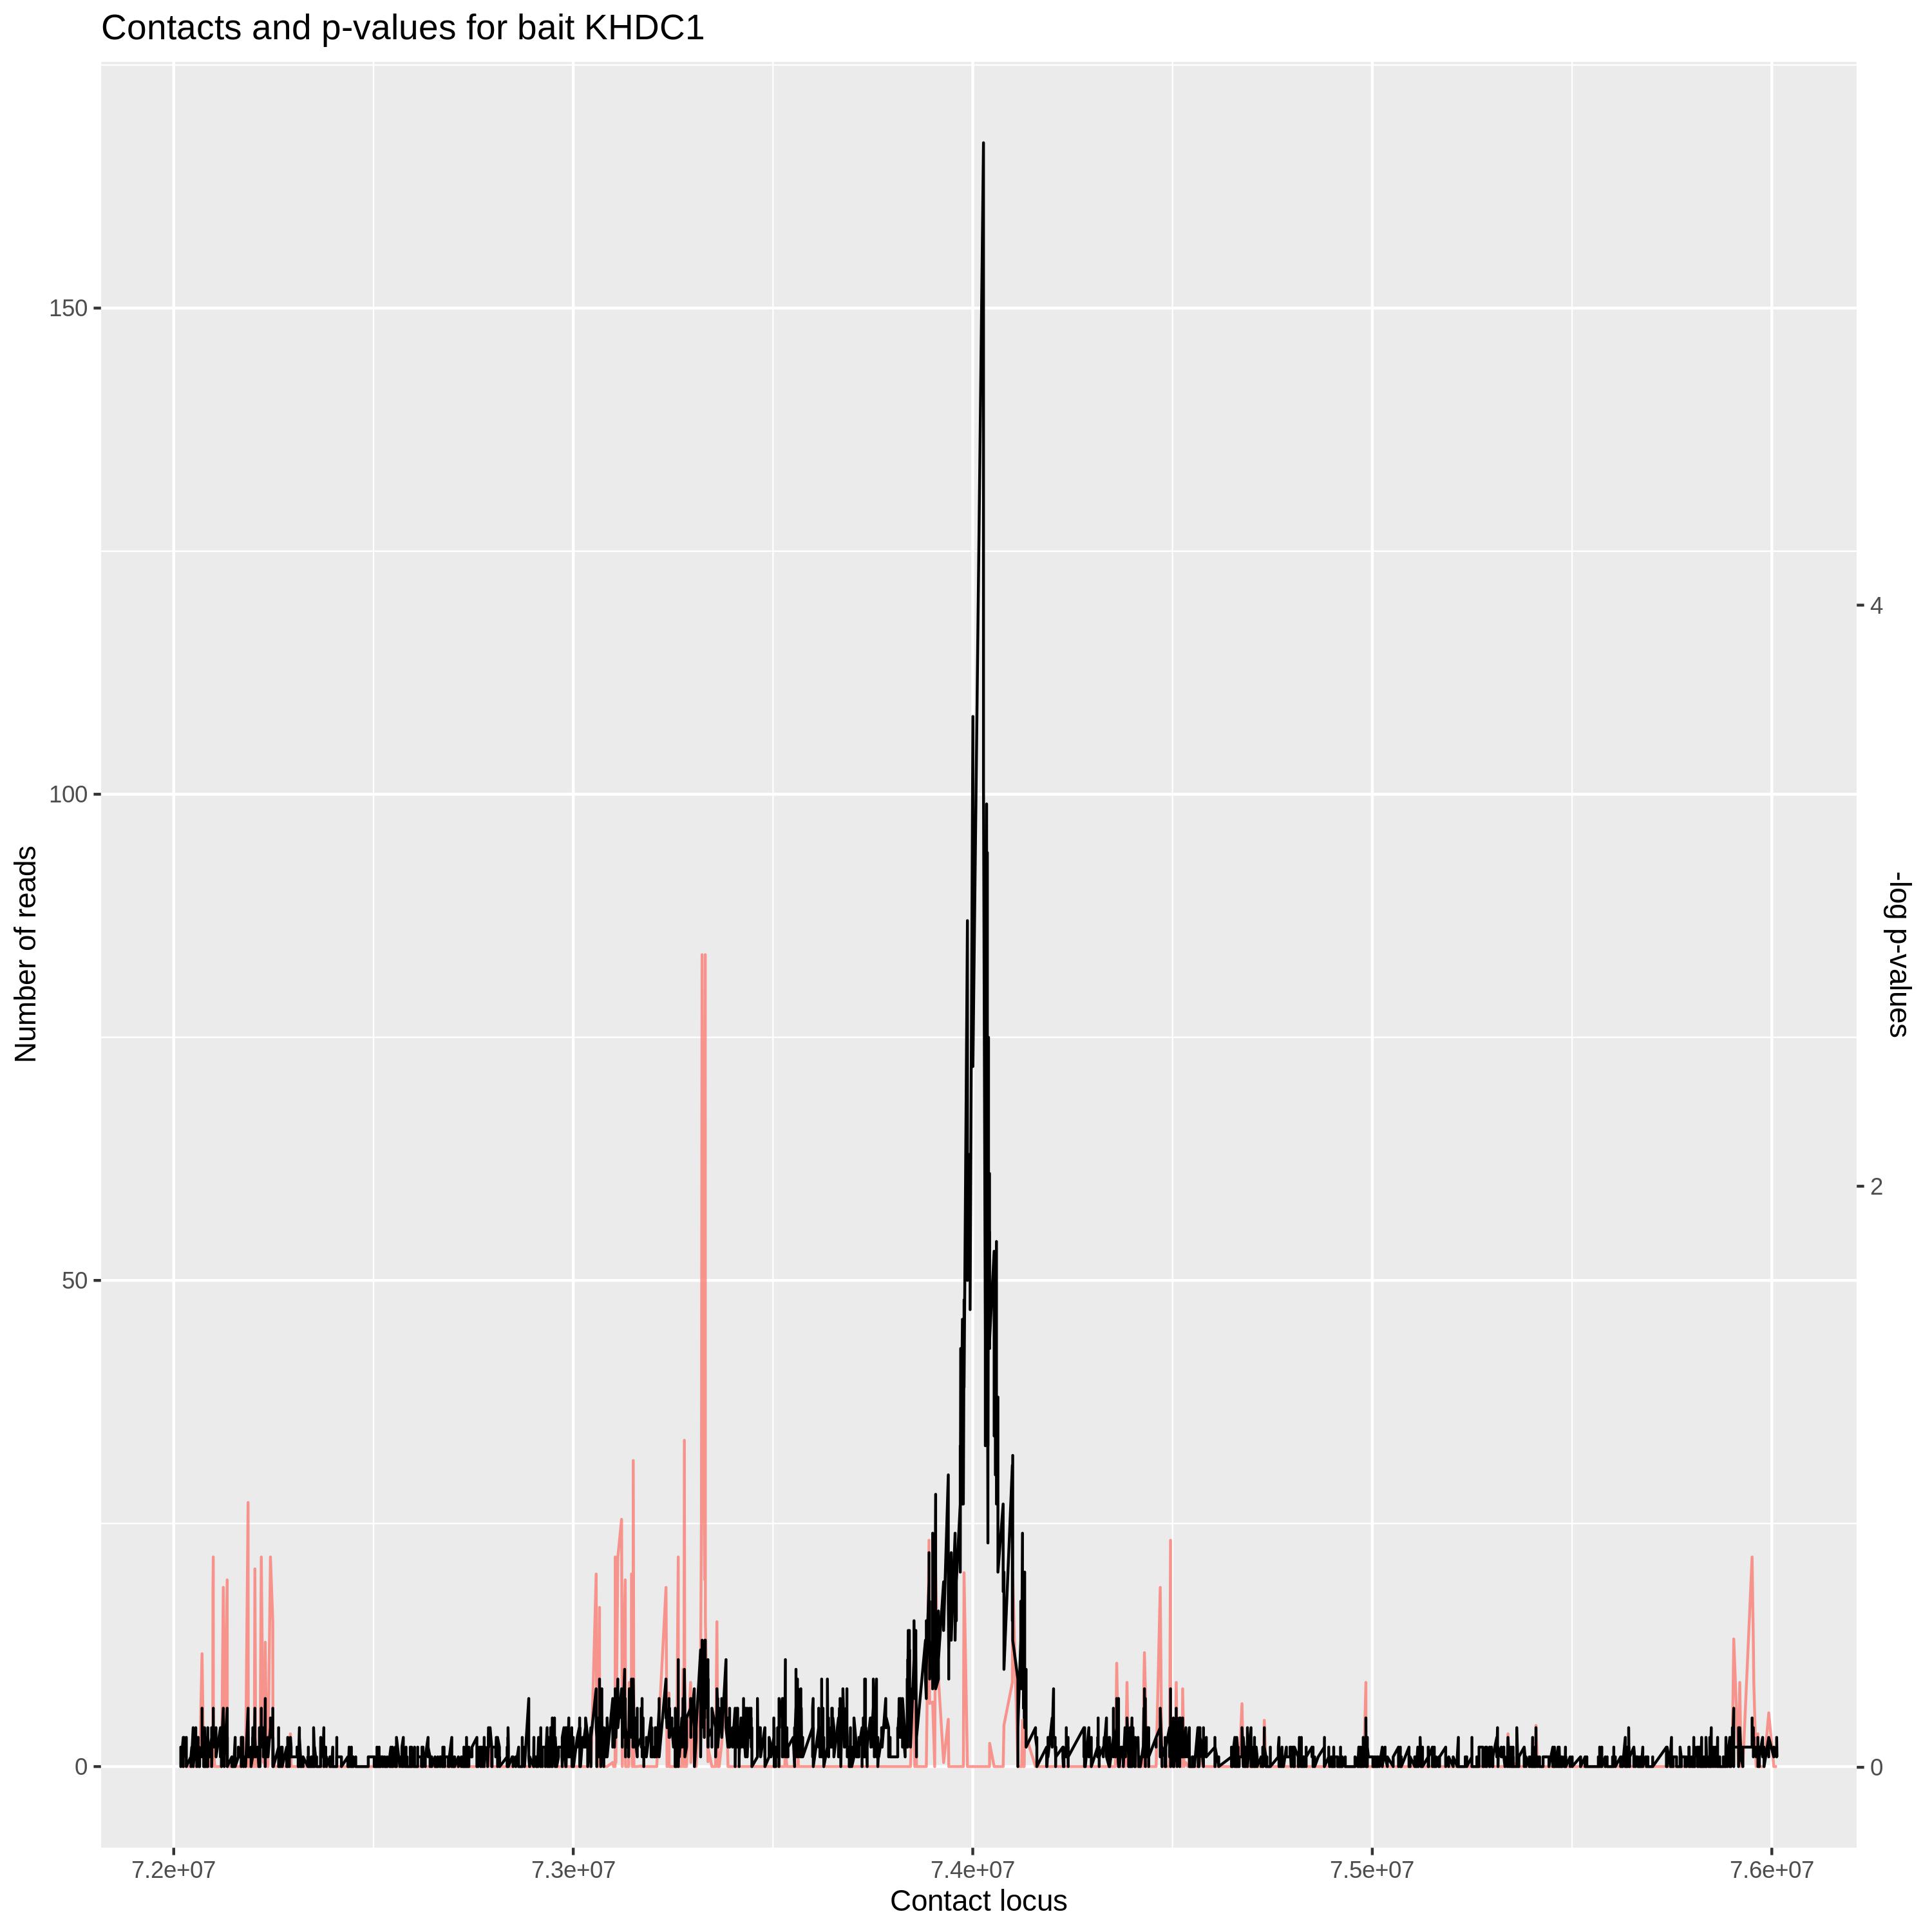 Contacts and p-values for bait KHDC1
150
100
50
0
Number of reads
4
2
0
-log p-values
7.2e+07 7.3e+07 7.4e+07 7.5e+07 7.6e+07
Contact locus